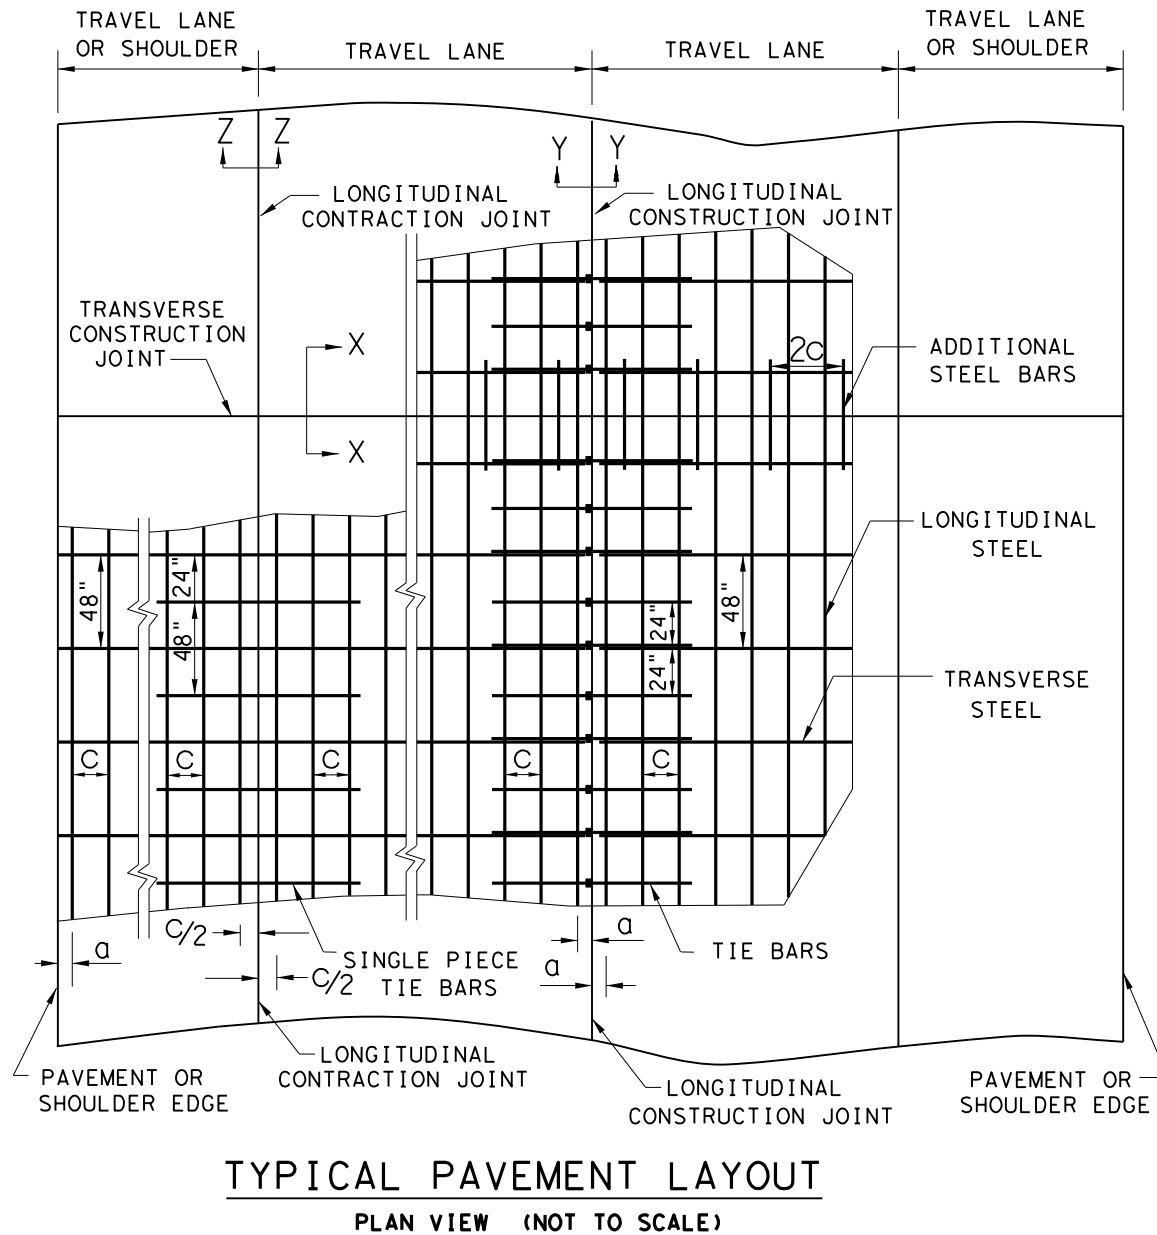 TRAVEL LANE
OR SHOULDER
TRAVEL LANE
TRAVEL LANE
TRAVEL LANE
OR SHOULDER
Z Z
Y Y
LONGITUDINAL
CONTRACTION JOINT
LONGITUDINAL
CONSTRUCTION JOINT
TRANSVERSE
CONSTRUCTION
JOINT
X
X
2C
ADDITIONAL
STEEL BARS
LONGITUDINAL
STEEL
48"
24"
48"
24"
24"
48"
TRANSVERSE
STEEL
C
C
C
C
C
C/2
a
C/2
SINGLE PIECE
TIE BARS
a
a
TIE BARS
LONGITUDINAL
CONTRACTION JOINT
PAVEMENT OR
SHOULDER EDGE
LONGITUDINAL
CONSTRUCTION JOINT
PAVEMENT OR
SHOULDER EDGE
TYPICAL PAVEMENT LAYOUT
PLAN VIEW (NOT TO SCALE)